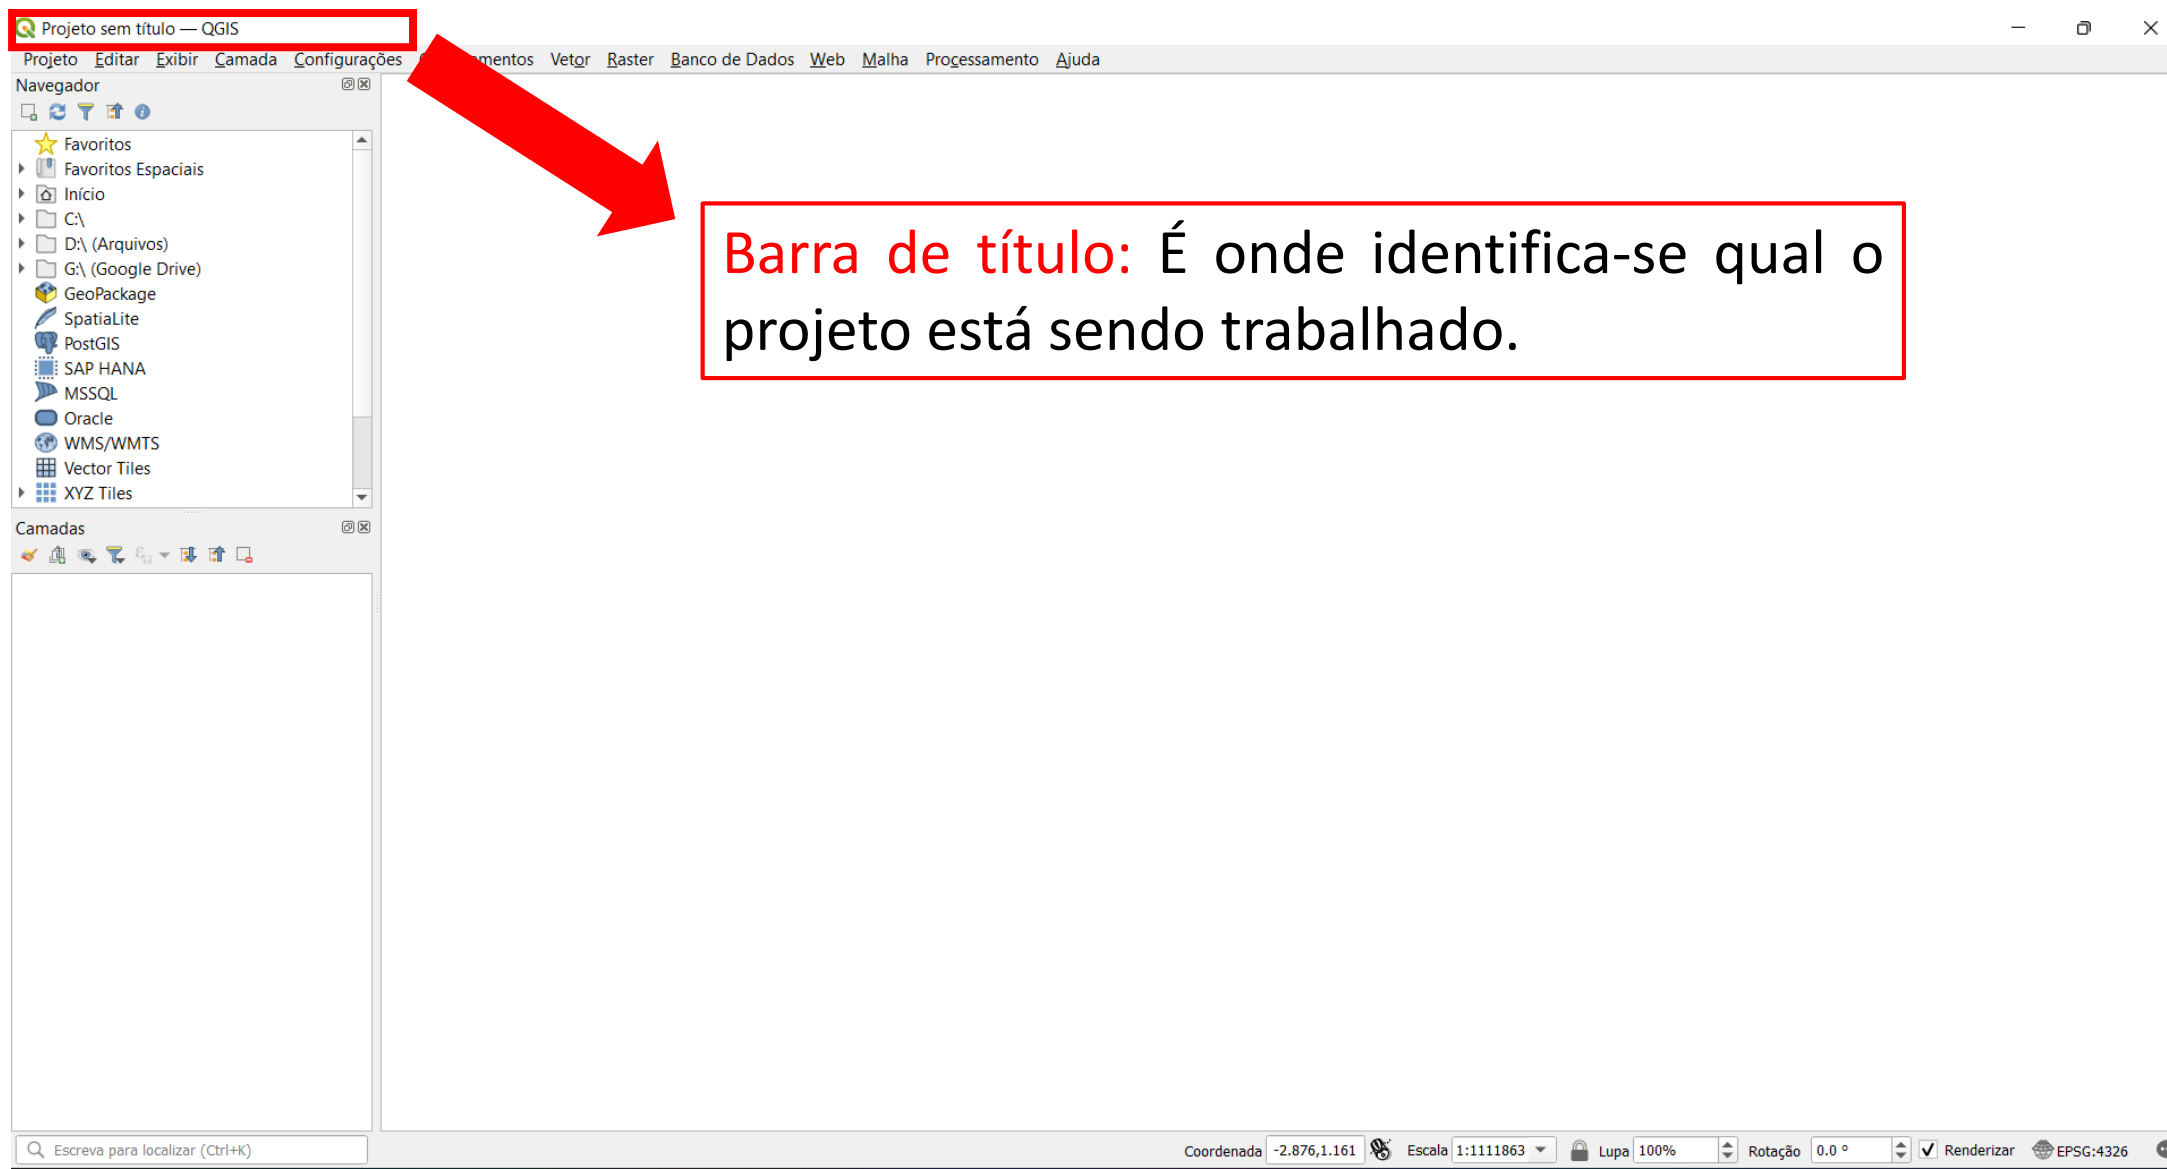 Projeto sem título — QGIS
Projeto Editar Exibir Camada Configurações Vetor Raster Banco de Dados Web Malha Processamento Ajuda
Navegador
Favoritos
Favoritos Espaciais
Início
C:\
D:\ (Arquivos)
G:\ (Google Drive)
GeoPackage
SpatiaLite
PostGIS
SAP HANA
MSSQL
Oracle
WMS/WMTS
Vector Tiles
XYZ Tiles
Barra de título: É onde identifica-se qual o
projeto está sendo trabalhado.
Camadas
Escreva para localizar (Ctrl+K)
Coordenada -2.876,1.161 Escala 1:1111863 Lupa 100% Rotação 0.0 ° Renderizar EPSG:4326